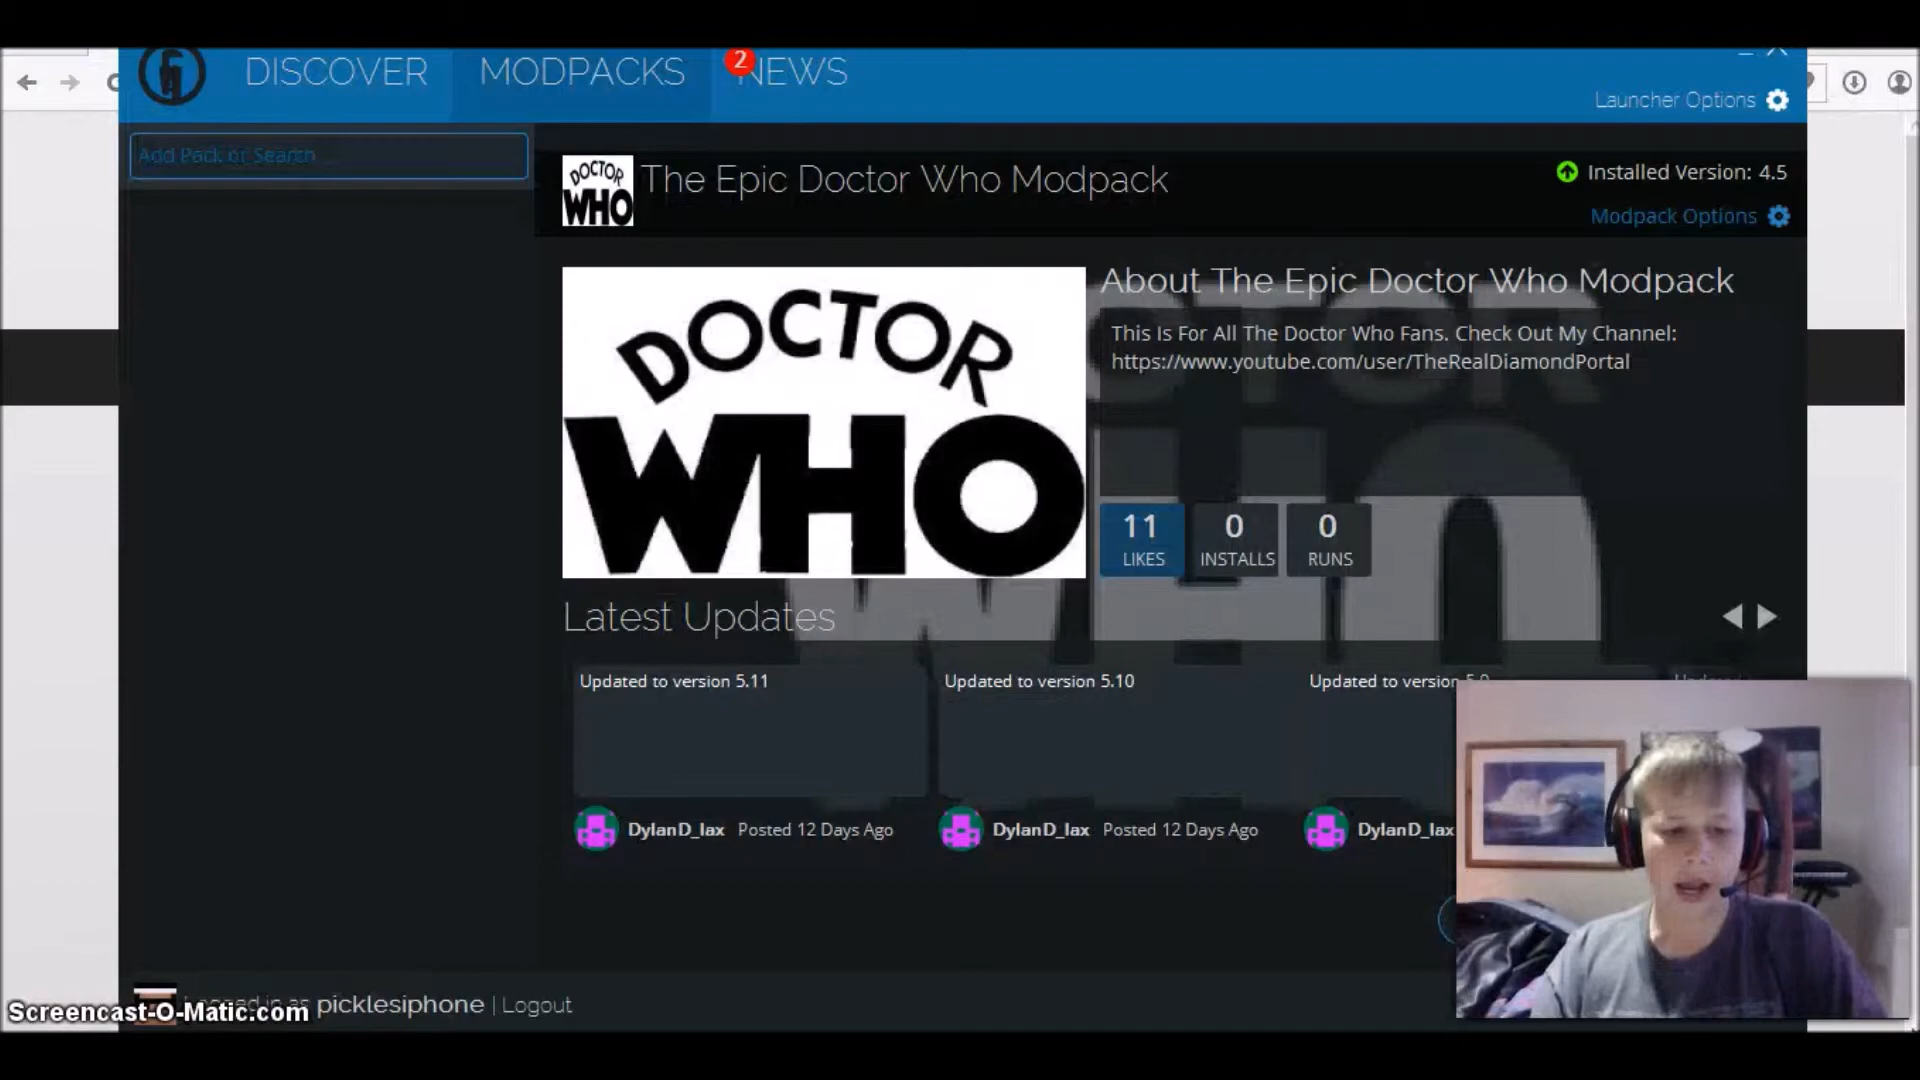 DISCOVER MODPACKS 2 NEWS
Launcher Options
Add Pack or Search
DOCTOR
WHO
The Epic Doctor Who Modpack
Installed Version: 4.5
Modpack Options
DOCTOR
WHO
About The Epic Doctor Who Modpack
This Is For All The Doctor Who Fans. Check Out My Channel:
https://www.youtube.com/user/TheRealDiamondPortal
11 LIKES
0 INSTALLS
0 RUNS
Latest Updates
Updated to version 5.11
DylanD_lax Posted 12 Days Ago
Updated to version 5.10
DylanD_lax Posted 12 Days Ago
Updated to version
DylanD_lax
Logged in as picklesiphone | Logout
Screencast-O-Matic.com